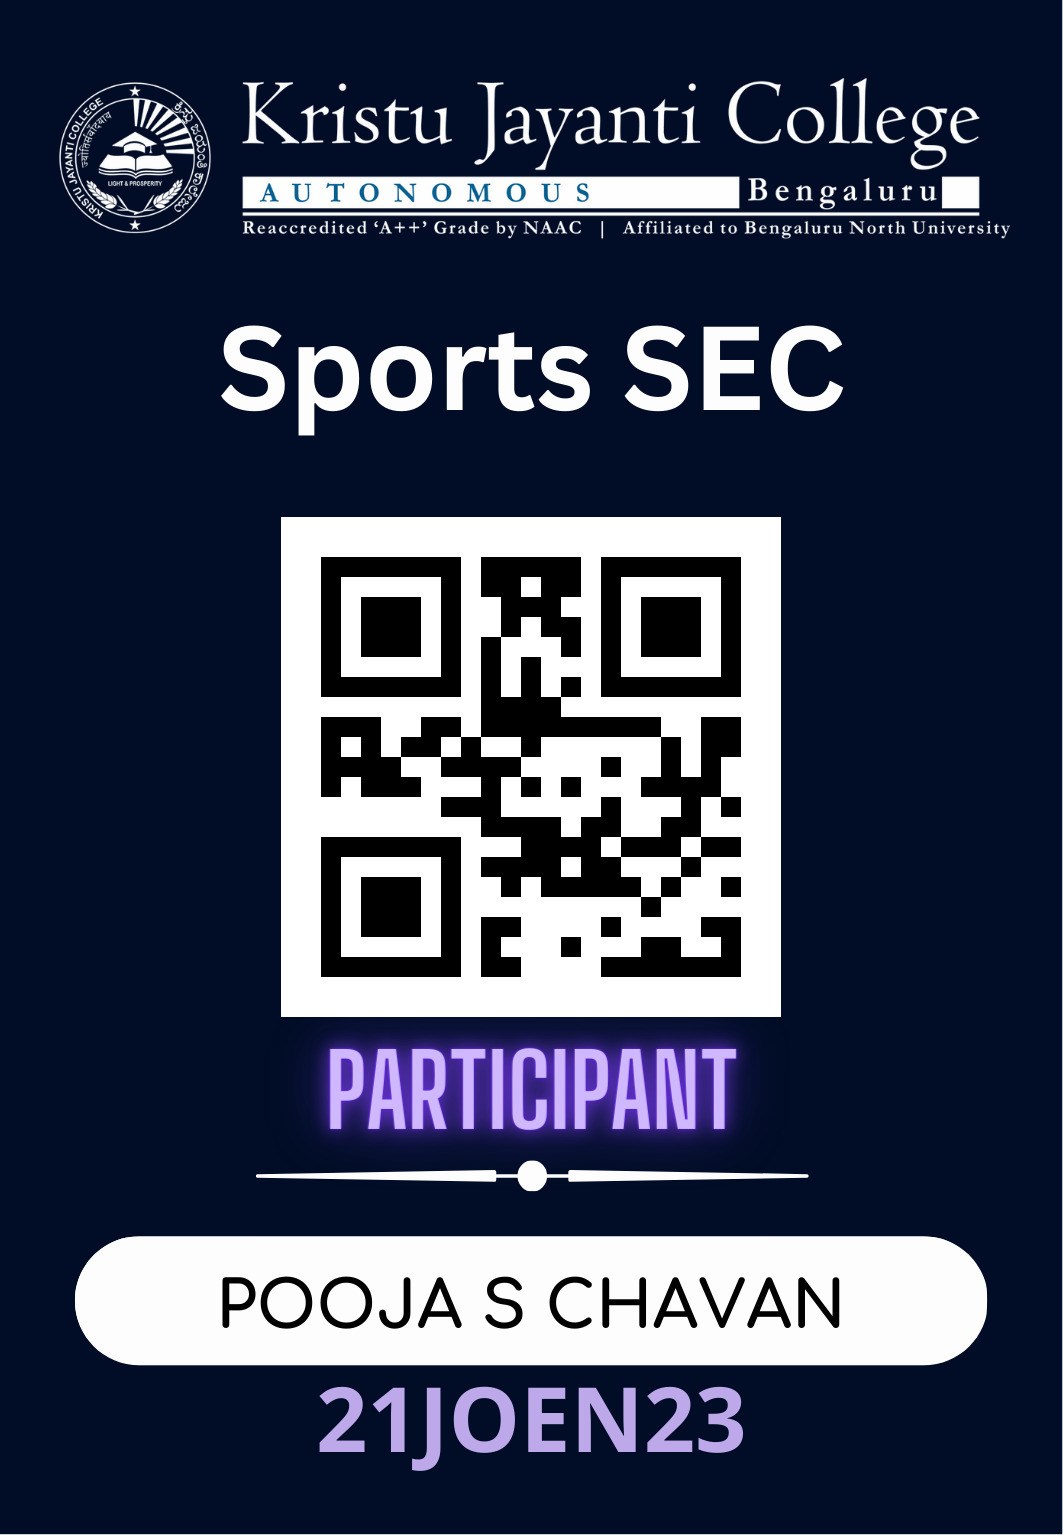 Kristu Jayanti College
AUTONOMOUS Bengaluru
Reaccredited ‘A++’ Grade by NAAC | Affiliated to Bengaluru North University
KRISTU JAYANTI COLLEGE
LIGHT & PROSPERITY
Sports SEC
PARTICIPANT
POOJA S CHAVAN
21JOEN23